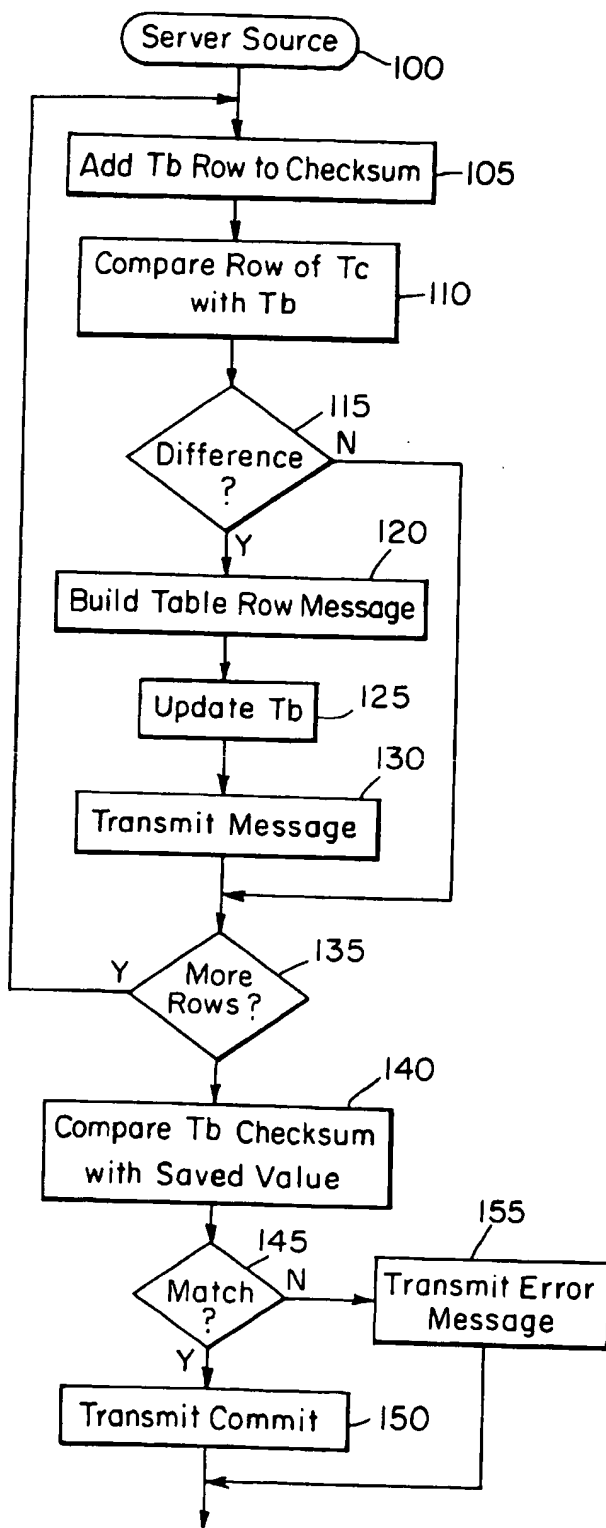 Server Source
100
Add Tb Row to Checksum
105
Compare Row of Tc
with Tb
110
115
Difference
?
N
Y
120
Build Table Row Message
Update Tb
125
130
Transmit Message
135
Y
More
Rows?
140
Compare Tb Checksum
with Saved Value
145
155
Match
?
N
Transmit Error
Message
Y
Transmit Commit
150